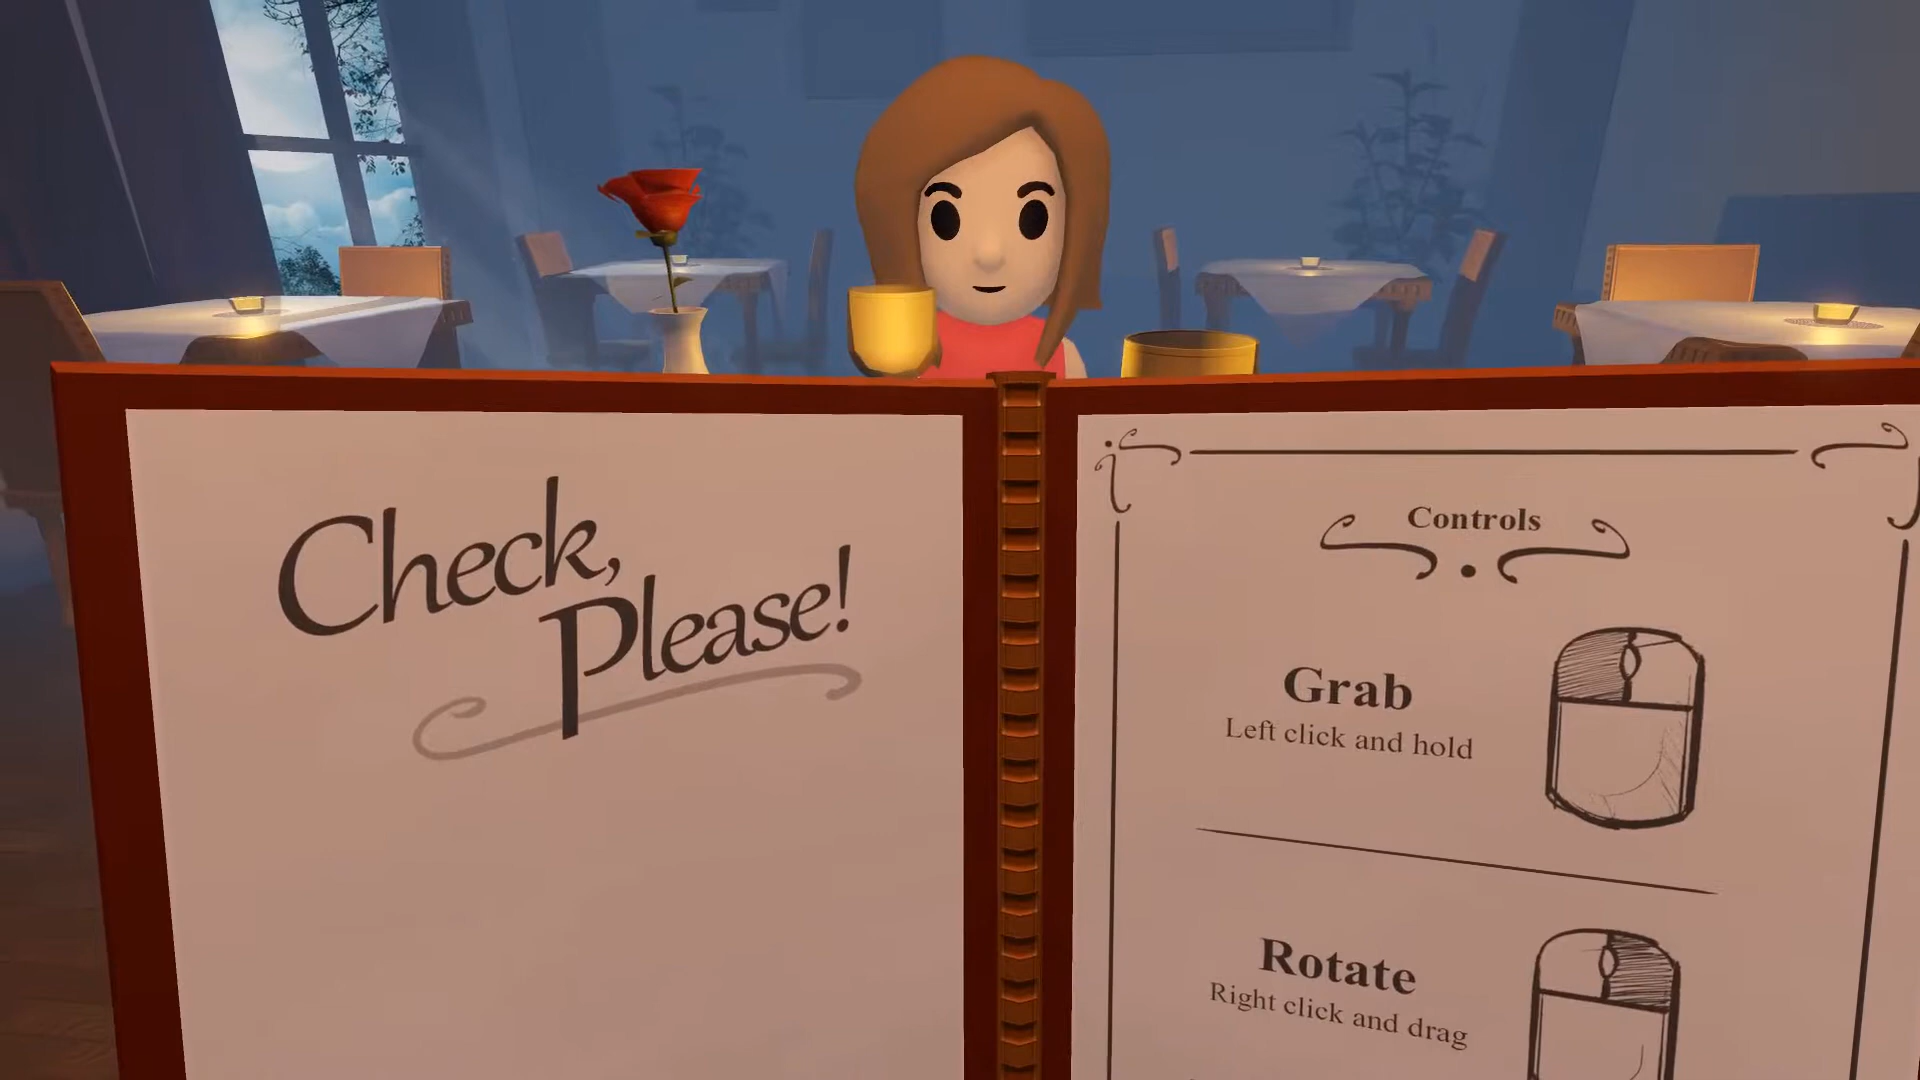 Check,
Please!
Controls
Grab
Left click and hold
Rotate
Right click and drag